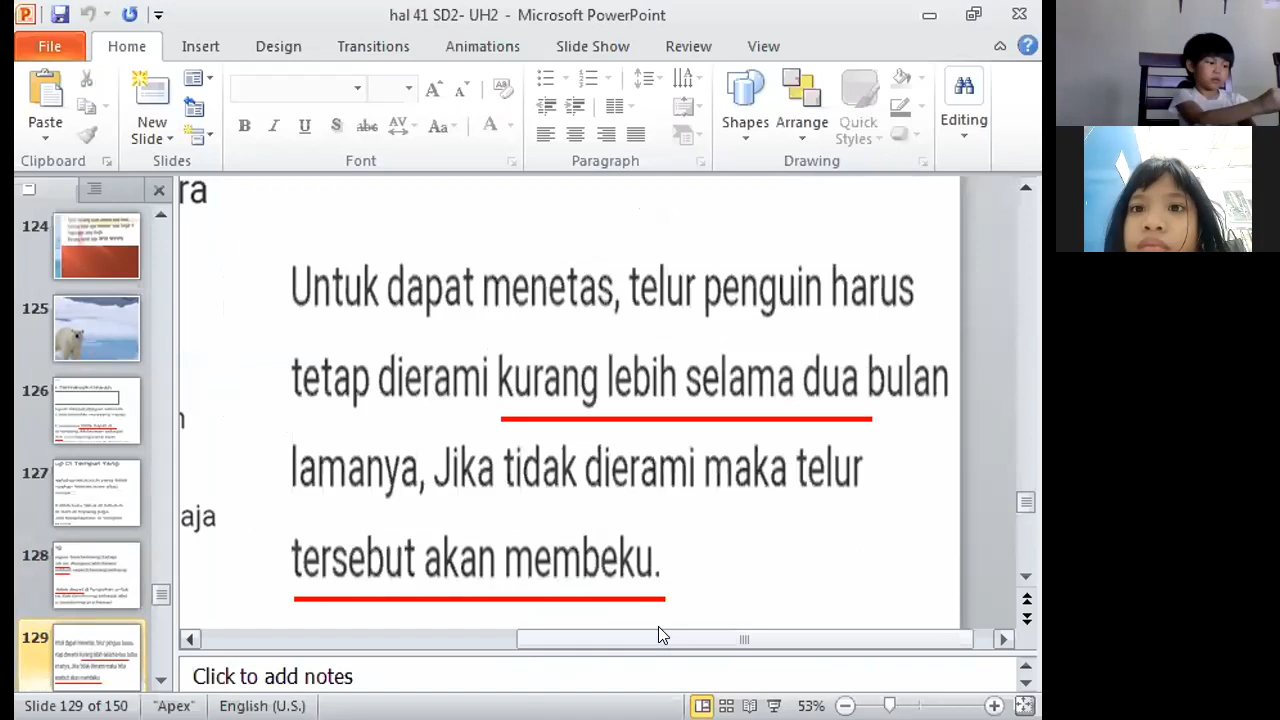 hal 41 SD2- UH2 - Microsoft PowerPoint
File Home Insert Design Transitions Animations Slide Show Review View
Paste
New
Slide
Shapes Arrange Quick
Styles
Editing
Clipboard Slides Font Paragraph Drawing
ra
Untuk dapat menetas, telur penguin harus
tetap dierami kurang lebih selama dua bulan
lamanya, Jika tidak dierami maka telur
aja
tersebut akan membeku.
124
125
126
127
128
129
Click to add notes
Slide 129 of 150 "Apex" English (U.S.) 53%